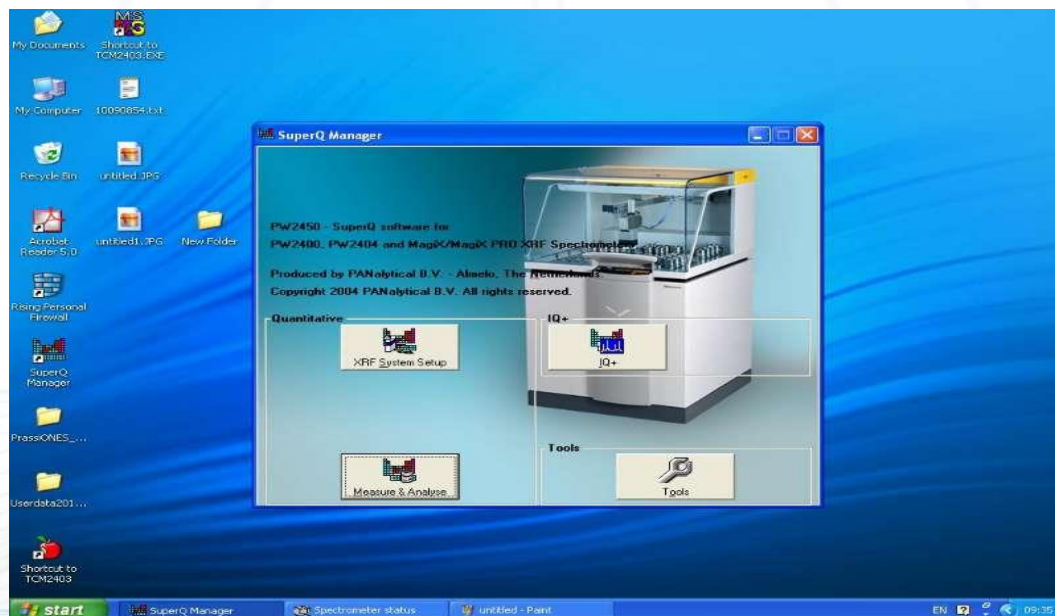 My Documents
Shortcut to
TCM2403.EXE
My Computer
10090854.txt
Recycle Bin
untitled.JPG
Acrobat
Reader 5.0
untitled1.JPG
New Folder
Rising Personal
Firewall
SuperQ
Manager
PrassiONES_...
Userdata201...
Shortcut to
TCM2403
SuperQ Manager
PW2450 - SuperQ software for
PW2400, PW2404 and MagiX/MagiX PRO XRF Spectrometers
Produced by PANalytical B.V. - Almelo, The Netherlands
Copyright 2004 PANalytical B.V. All rights reserved.
Quantitative
XRF System Setup
Measure & Analyse
IQ+
IQ+
Tools
Tools
start
SuperQ Manager
Spectrometer status
untitled - Paint
EN
09:35